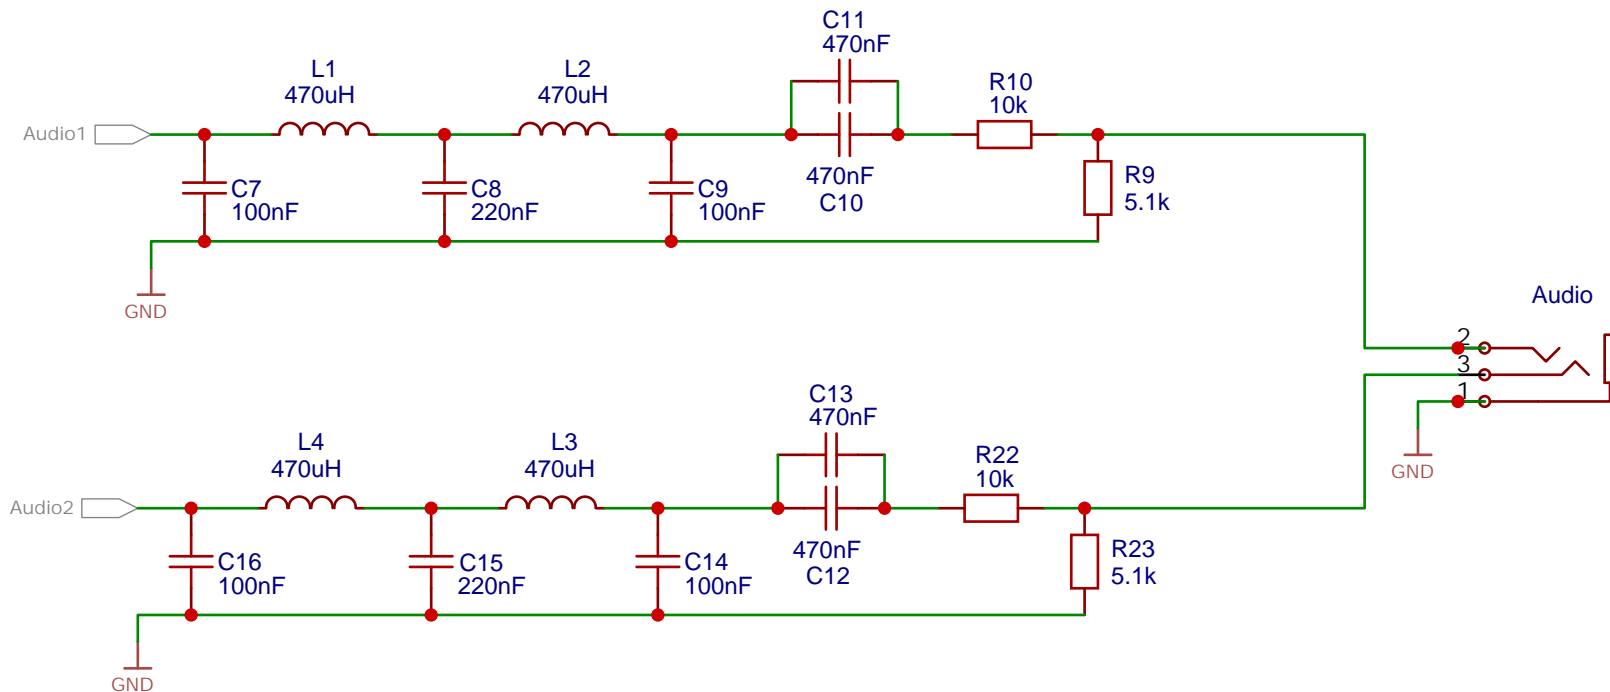 C11
470nF
L1
470uH
L2
470uH
R10
10k
Audio1
C7
100nF
C8
220nF
C9
100nF
470nF
C10
R9
5.1k
GND
Audio
2
3
1
GND
C13
470nF
L4
470uH
L3
470uH
R22
10k
Audio2
C16
100nF
C15
220nF
C14
100nF
470nF
C12
R23
5.1k
GND